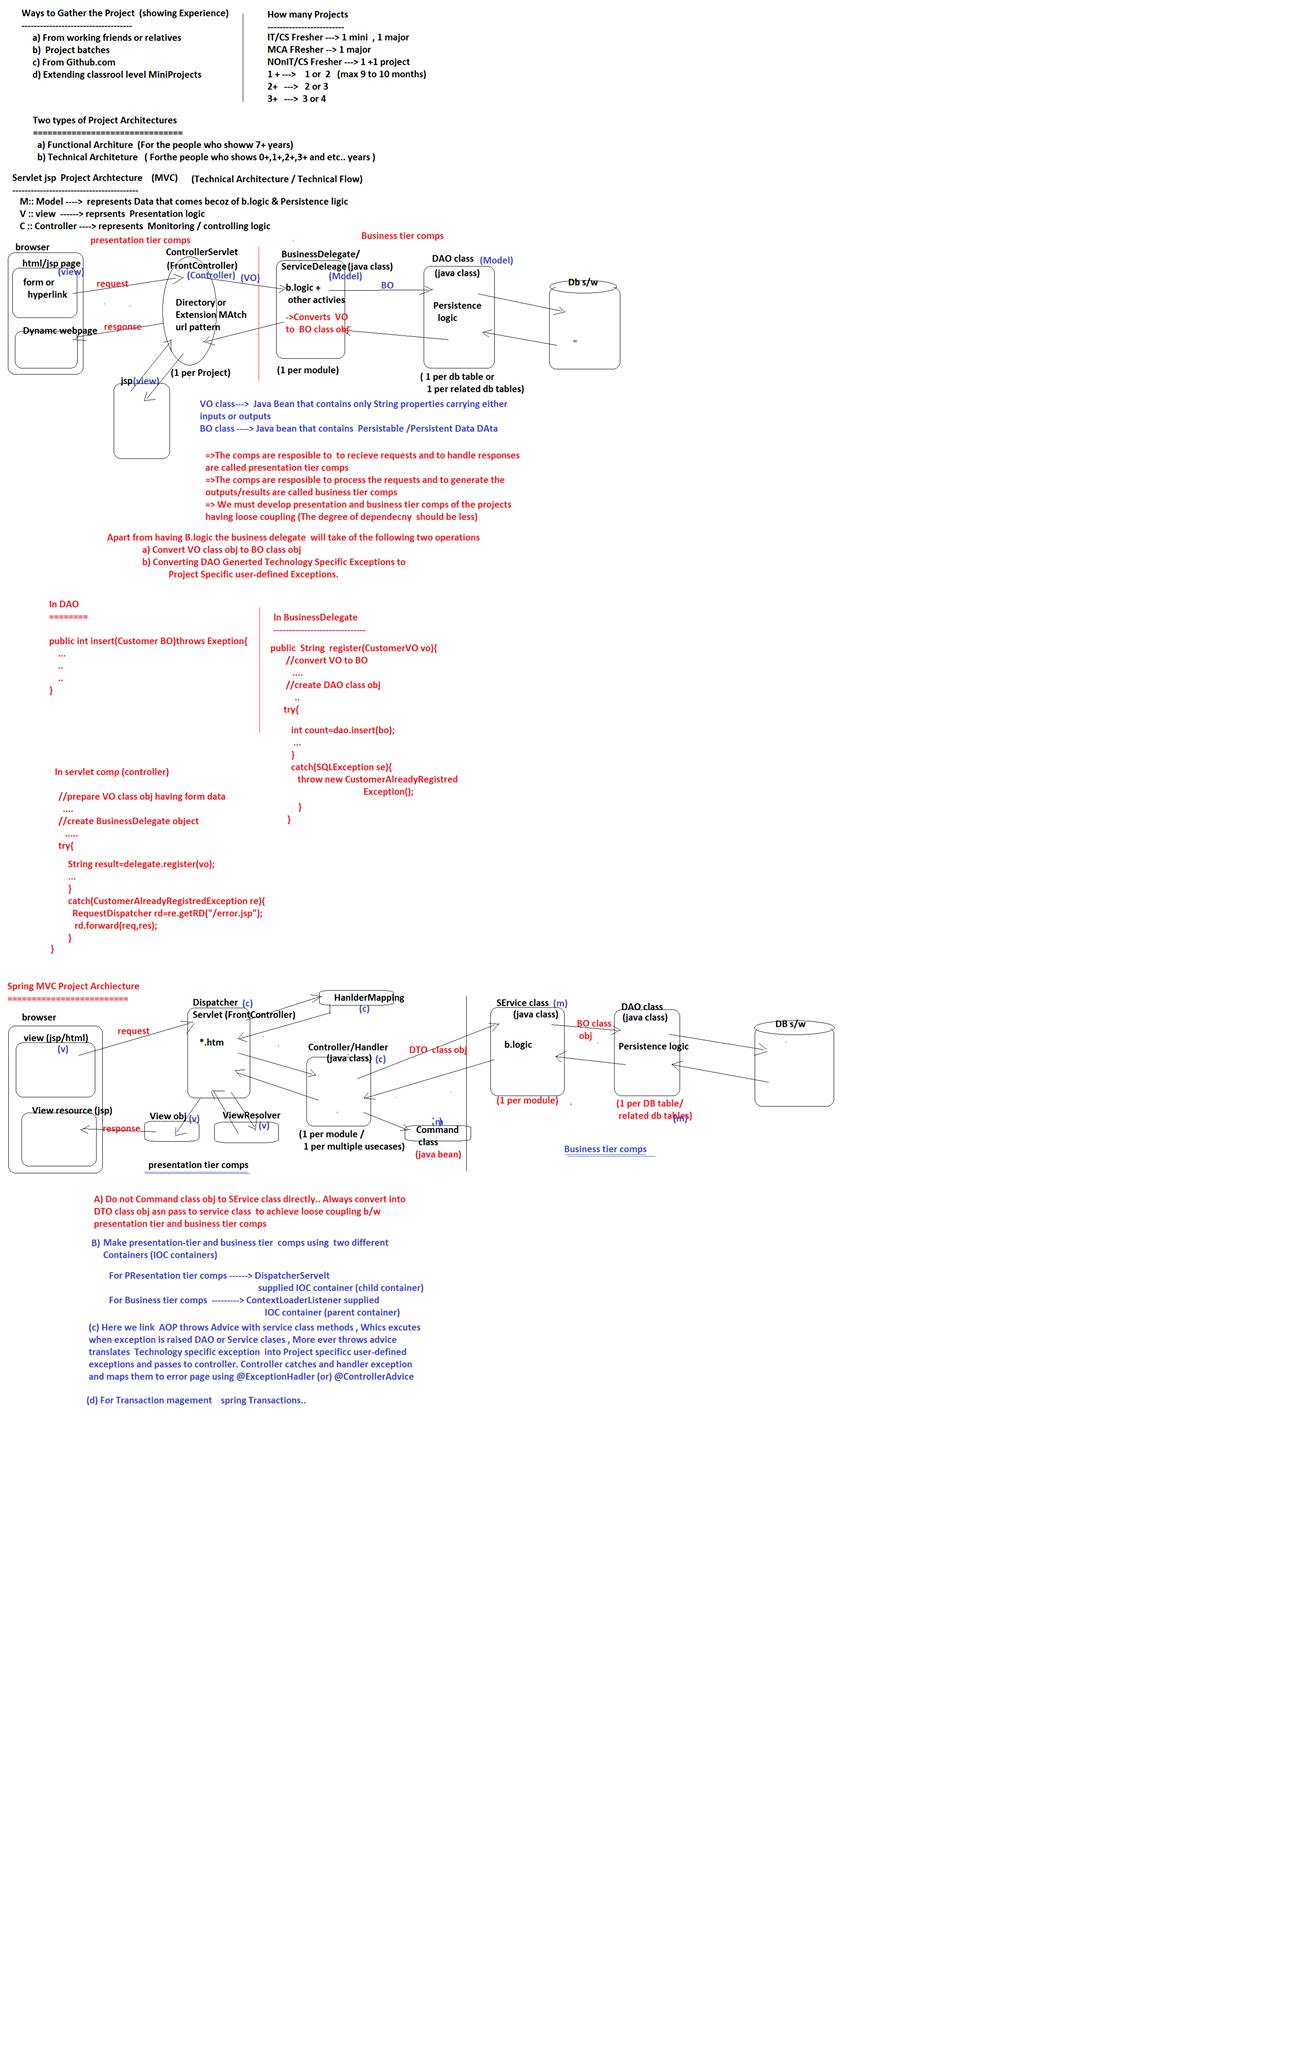 Ways to Gather the Project  (showing Experience)
-----------------------------------
a) From working friends or relatives
b)  Project batches
c) From Github.com
d) Extending classrool level MiniProjects
How many Projects
-------------------------
IT/CS Fresher ---> 1 mini  , 1 major
MCA FResher --> 1 major
NOnIT/CS Fresher ---> 1 +1 project
1 + --->   1 or  2   (max 9 to 10 months)
2+   --->   2 or 3
3+   --->  3 or 4
Two types of Project Architectures
===============================
a) Functional Architure  (For the people who showw 7+ years)
b) Technical Architeture   ( Forthe people who shows 0+,1+,2+,3+ and etc.. years )
Servlet jsp  Project Archtecture    (MVC)     (Technical Architecture / Technical Flow)
-----------------------------------------
M:: Model ---->  represents Data that comes becoz of b.logic & Persistence ligic
V :: view  ------> reprsents  Presentation logic
C :: Controller ----> represents  Monitoring / controlling logic
presentation tier comps
Business tier comps
browser
html/jsp page
(view)
form or
hyperlink
Dynamc webpage
request
response
ControllerServlet
(FrontController)
(Controller)
(VO)
Directory or
Extension MAtch
url pattern
(1 per Project)
jsp(view)
BusinessDelegate/
ServiceDeleage(java class)
(Model)
b.logic +
other activies
->Converts  VO
to  BO class obj
(1 per module)
BO
DAO class  (Model)
(java class)
Persistence
logic
( 1 per db table or
1 per related db tables)
Db s/w
=
VO class--->  Java Bean that contains only String properties carrying either
inputs or outputs
BO class ----> Java bean that contains  Persistable /Persistent Data DAta
=>The comps are resposible to  to recieve requests and to handle responses
are called presentation tier comps
=>The comps are resposible to process the requests and to generate the
outputs/results are called business tier comps
=> We must develop presentation and business tier comps of the projects
having loose coupling (The degree of dependecny  should be less)
Apart from having B.logic the business delegate  will take of the following two operations
a) Convert VO class obj to BO class obj
b) Converting DAO Generted Technology Specific Exceptions to
Project Specific user-defined Exceptions.
In DAO
========
public int insert(Customer BO)throws Exeption{
...
..
..
}
In BusinessDelegate
------------------------------
public  String  register(CustomerVO vo){
//convert VO to BO
....
//create DAO class obj
..
try{
int count=dao.insert(bo);
...
}
catch(SQLException se){
throw new CustomerAlreadyRegistred
Exception();
}
}
In servlet comp (controller)
//prepare VO class obj having form data
....
//create BusinessDelegate object
.....
try{
String result=delegate.register(vo);
...
}
catch(CustomerAlreadyRegistredException re){
RequestDispatcher rd=re.getRD("/error.jsp");
rd.forward(req,res);
}
}
Spring MVC Project Archiecture
=========================
browser
view (jsp/html)
(v)
View resource (jsp)
request
response
Dispatcher  (c)
Servlet (FrontController)
*.htm
HanlderMapping
(c)
Controller/Handler
(java class) (c)
(1 per module /
1 per multiple usecases)
View obj (v)
ViewResolver
(v)
presentation tier comps
DTO  class obj
(m)
Command
class
(java bean)
SErvice class  (m)
(java class)
b.logic
(1 per module)
BO class
obj
DAO class
(java class)
Persistence logic
(1 per DB table/
related db tables)
(m)
DB s/w
Business tier comps
A) Do not Command class obj to SErvice class directly.. Always convert into
DTO class obj asn pass to service class  to achieve loose coupling b/w
presentation tier and business tier comps
B)  Make presentation-tier and business tier  comps using  two different
Containers (IOC containers)
For PResentation tier comps ------> DispatcherServelt
supplied IOC container (child container)
For Business tier comps  ---------> ContextLoaderListener supplied
IOC container (parent container)
(c) Here we link  AOP throws Advice with service class methods , Whics excutes
when exception is raised DAO or Service clases , More ever throws advice
translates  Technology specific exception  into Project specificc user-defined
exceptions and passes to controller. Controller catches and handler exception
and maps them to error page using @ExceptionHadler (or) @ControllerAdvice
(d) For Transaction magement    spring Transactions..